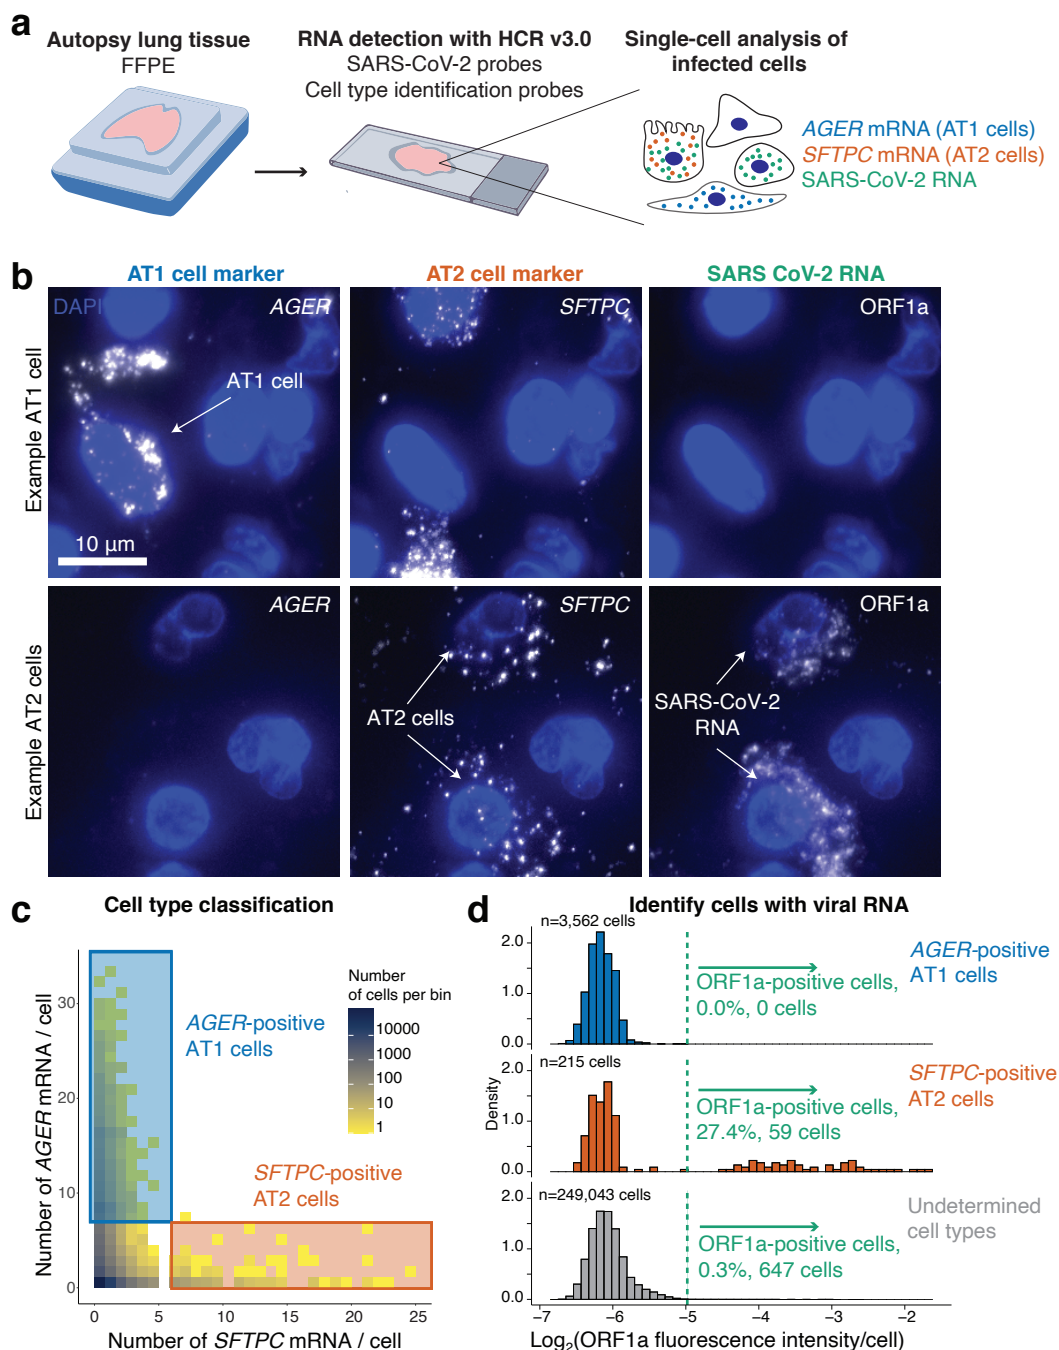 a
Autopsy lung tissue
FFPE
RNA detection with HCR v3.0
SARS-CoV-2 probes
Cell type identification probes
Single-cell analysis of
infected cells
AGER mRNA (AT1 cells)
SFTPC mRNA (AT2 cells)
SARS-CoV-2 RNA
b
AT1 cell marker
AT2 cell marker
SARS CoV-2 RNA
Example AT1 cell
DAPI
AGER
AT1 cell
10 µm
SFTPC
ORF1a
Example AT2 cells
AGER
SFTPC
AT2 cells
ORF1a
SARS-CoV-2
RNA
c
Cell type classification
Number of AGER mRNA / cell
30
20
10
0
0 5 10 15 20 25
Number of SFTPC mRNA / cell
AGER-positive
AT1 cells
SFTPC-positive
AT2 cells
Number
of cells per bin
10000
1000
100
10
1
d
Identify cells with viral RNA
Density
n=3,562 cells
2.0
1.0
0.0
ORF1a-positive cells,
0.0%, 0 cells
AGER-positive
AT1 cells
n=215 cells
2.0
1.0
0.0
ORF1a-positive cells,
27.4%, 59 cells
SFTPC-positive
AT2 cells
n=249,043 cells
2.0
1.0
0.0
ORF1a-positive cells,
0.3%, 647 cells
Undetermined
cell types
−7 −6 −5 −4 −3 −2
Log2(ORF1a fluorescence intensity/cell)